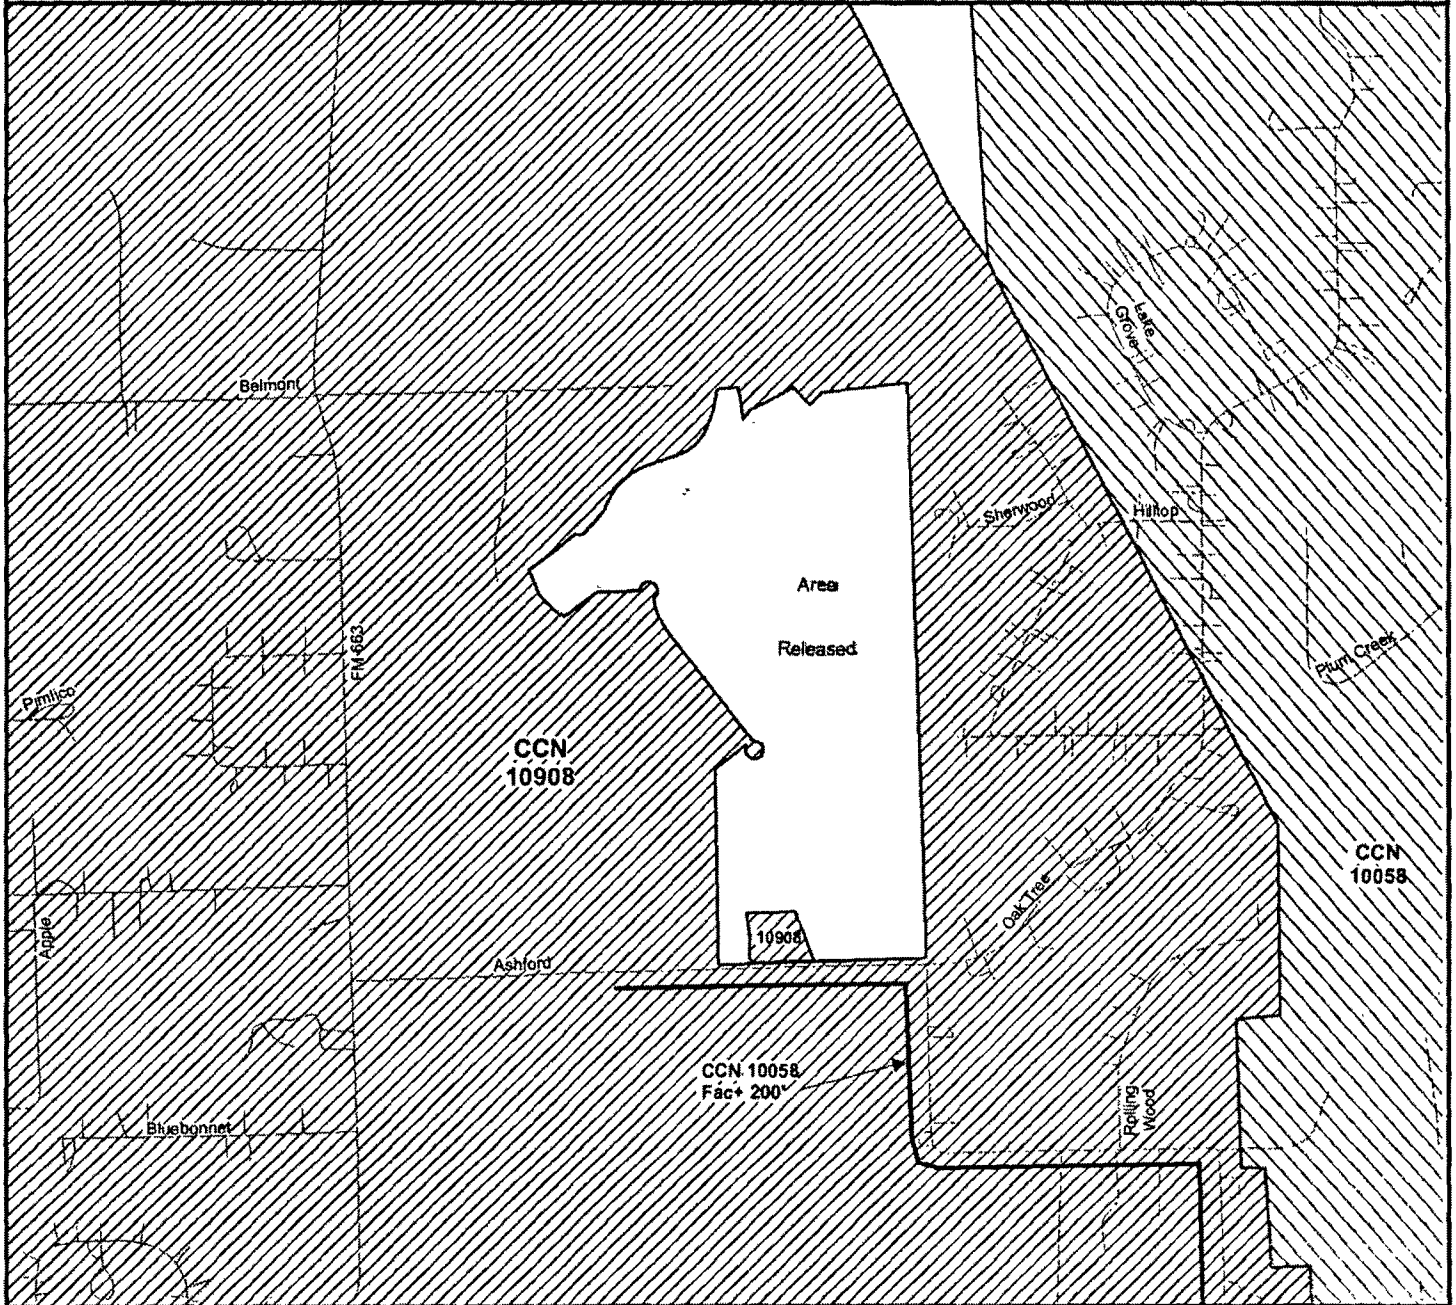 Lake
Grove
Belmont
Sherwood
Hilltop
Area
Released
FM 663
Plum Creek
Pimlico
CCN
10908
CCN
10058
Apple
Oak Tree
10908
Ashford
CCN 10058
Fac+ 200'
Rolling
Wood
Bluebonnet